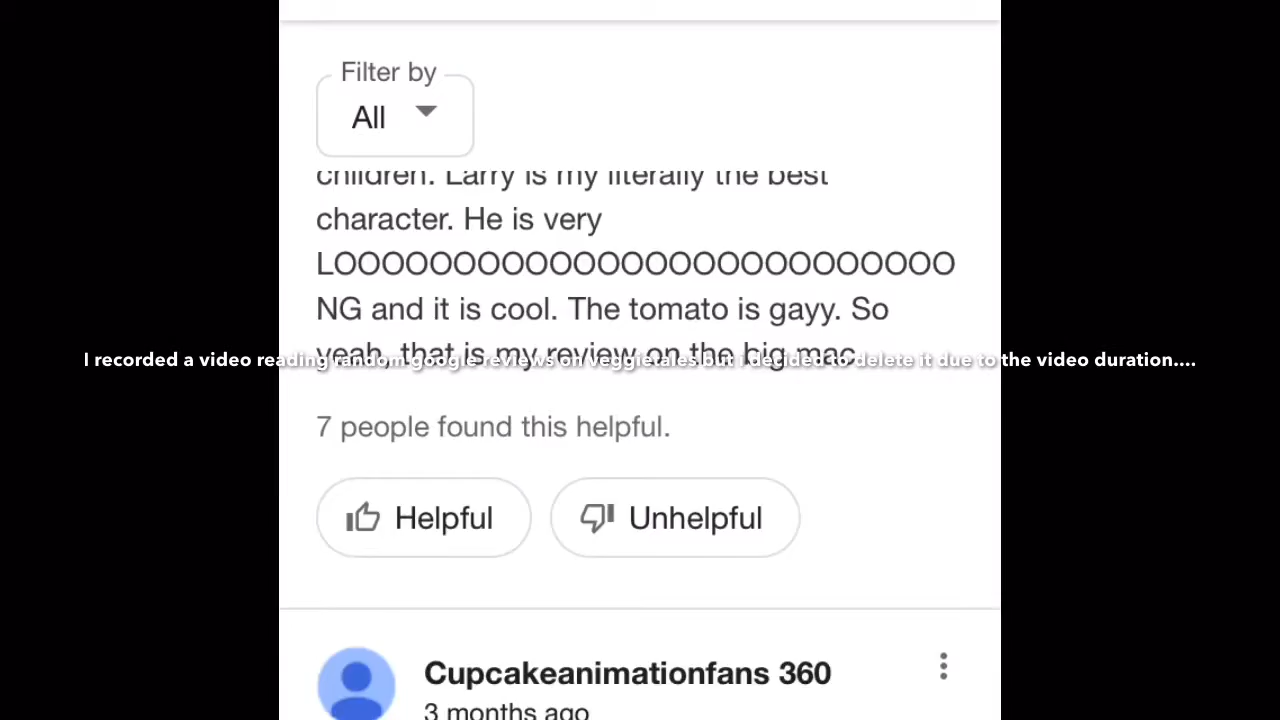 Filter by
All
children. Larry is my literally the best
character. He is very
LOOOOOOOOOOOOOOOOOOOOOOOOOO
NG and it is cool. The tomato is gayy. So
yeah, that is my review on the big mac.
I recorded a video reading random google reviews on veggietales but i decided to delete it due to the video duration....
7 people found this helpful.
Helpful
Unhelpful
Cupcakeanimationfans 360
3 months ago